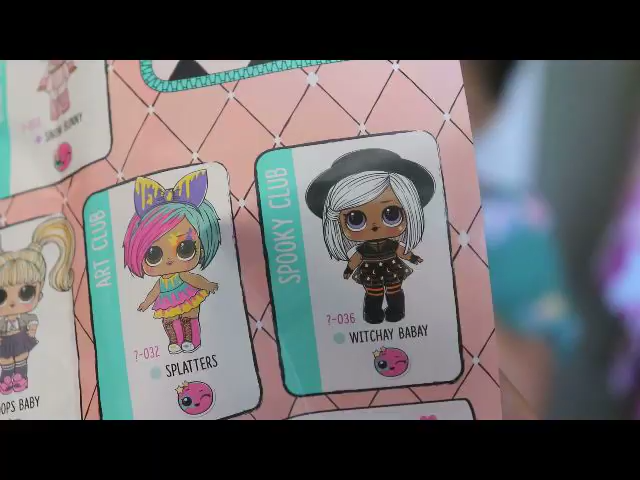 SNOW BUNNY
ART CLUB
?-032
SPLATTERS
SPOOKY CLUB
?-036
WITCHAY BABAY
OPS BABY